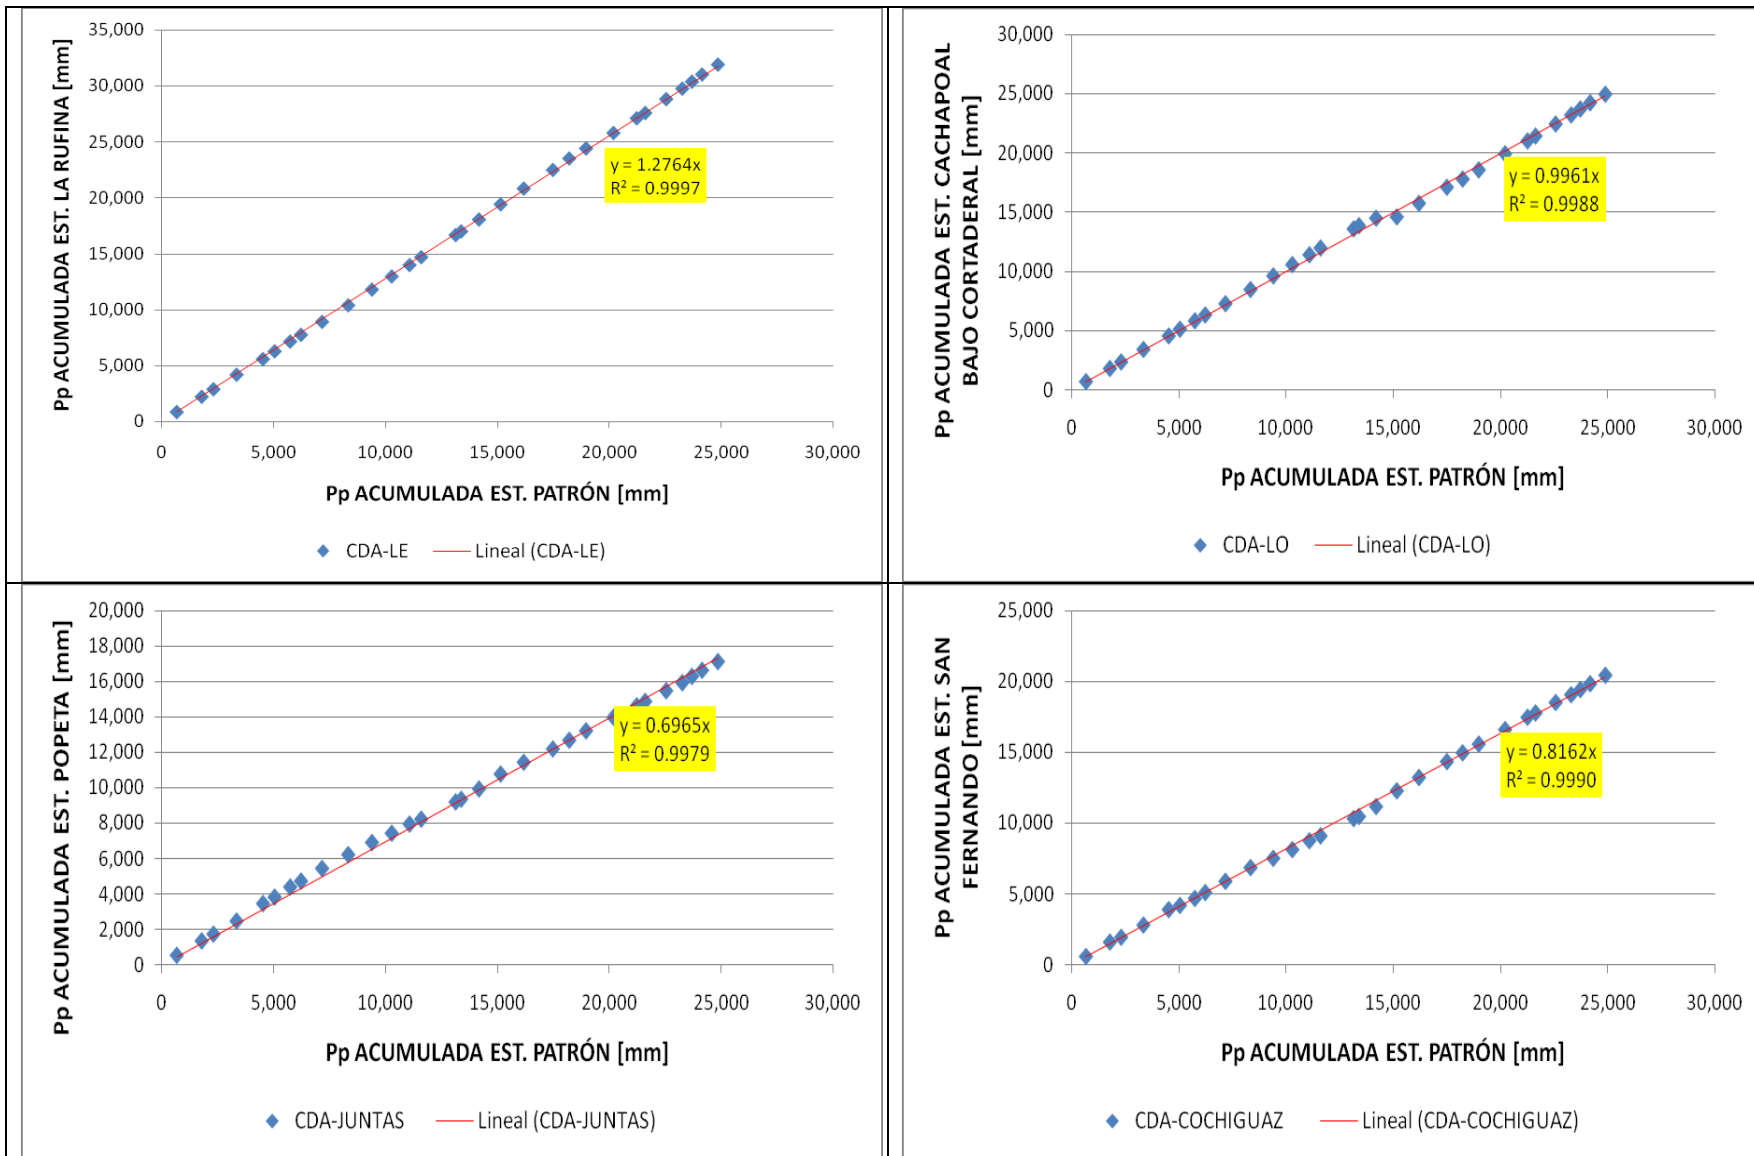 Pp ACUMULADA EST. LA RUFINA [mm]
35,000
30,000
25,000
20,000
15,000
10,000
5,000
0
y = 1.2764x
R² = 0.9997
0 5,000 10,000 15,000 20,000 25,000 30,000
Pp ACUMULADA EST. PATRÓN [mm]
CDA-LE Lineal (CDA-LE)
Pp ACUMULADA EST. CACHAPOAL
BAJO CORTADERAL [mm]
30,000
25,000
20,000
15,000
10,000
5,000
0
y = 0.9961x
R² = 0.9988
0 5,000 10,000 15,000 20,000 25,000 30,000
Pp ACUMULADA EST. PATRÓN [mm]
CDA-LO Lineal (CDA-LO)
Pp ACUMULADA EST. POPETA [mm]
20,000
18,000
16,000
14,000
12,000
10,000
8,000
6,000
4,000
2,000
0
y = 0.6965x
R² = 0.9979
0 5,000 10,000 15,000 20,000 25,000 30,000
Pp ACUMULADA EST. PATRÓN [mm]
CDA-JUNTAS Lineal (CDA-JUNTAS)
Pp ACUMULADA EST. SAN
FERNANDO [mm]
25,000
20,000
15,000
10,000
5,000
0
y = 0.8162x
R² = 0.9990
0 5,000 10,000 15,000 20,000 25,000 30,000
Pp ACUMULADA EST. PATRÓN [mm]
CDA-COCHIGUAZ Lineal (CDA-COCHIGUAZ)